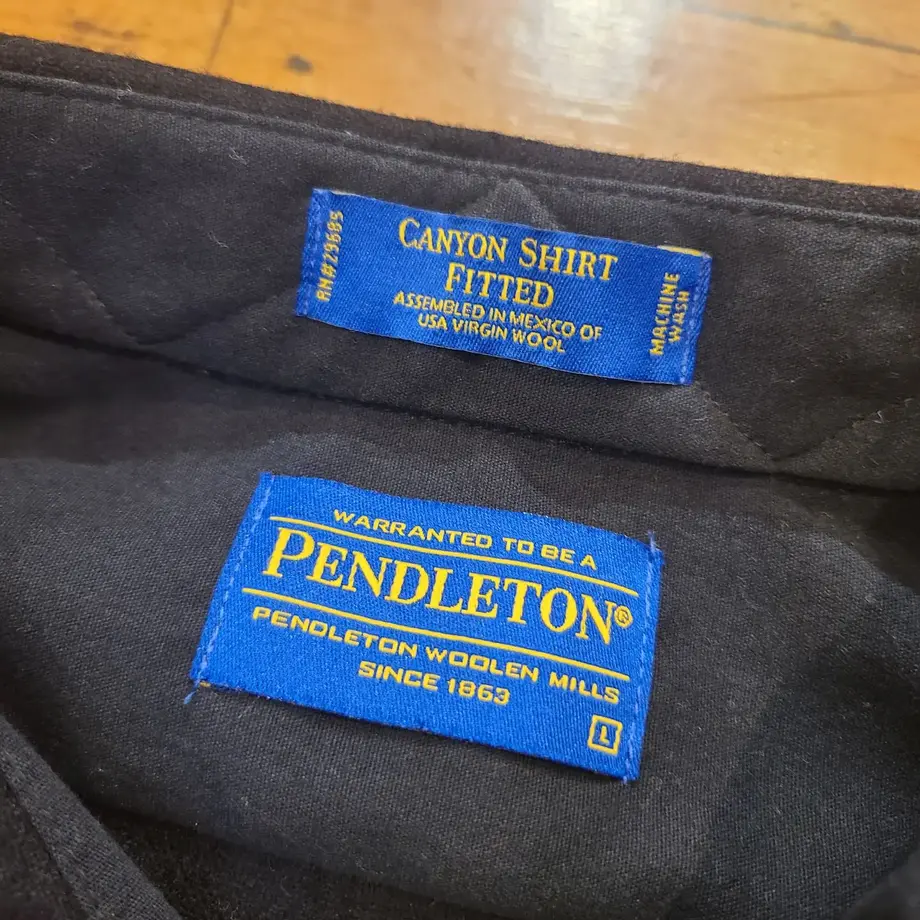 RN#29685
CANYON SHIRT
FITTED
ASSEMBLED IN MEXICO OF
USA VIRGIN WOOL
MACHINE
WASH
WARRANTED TO BE A
PENDLETON®
PENDLETON WOOLEN MILLS
SINCE 1863
L